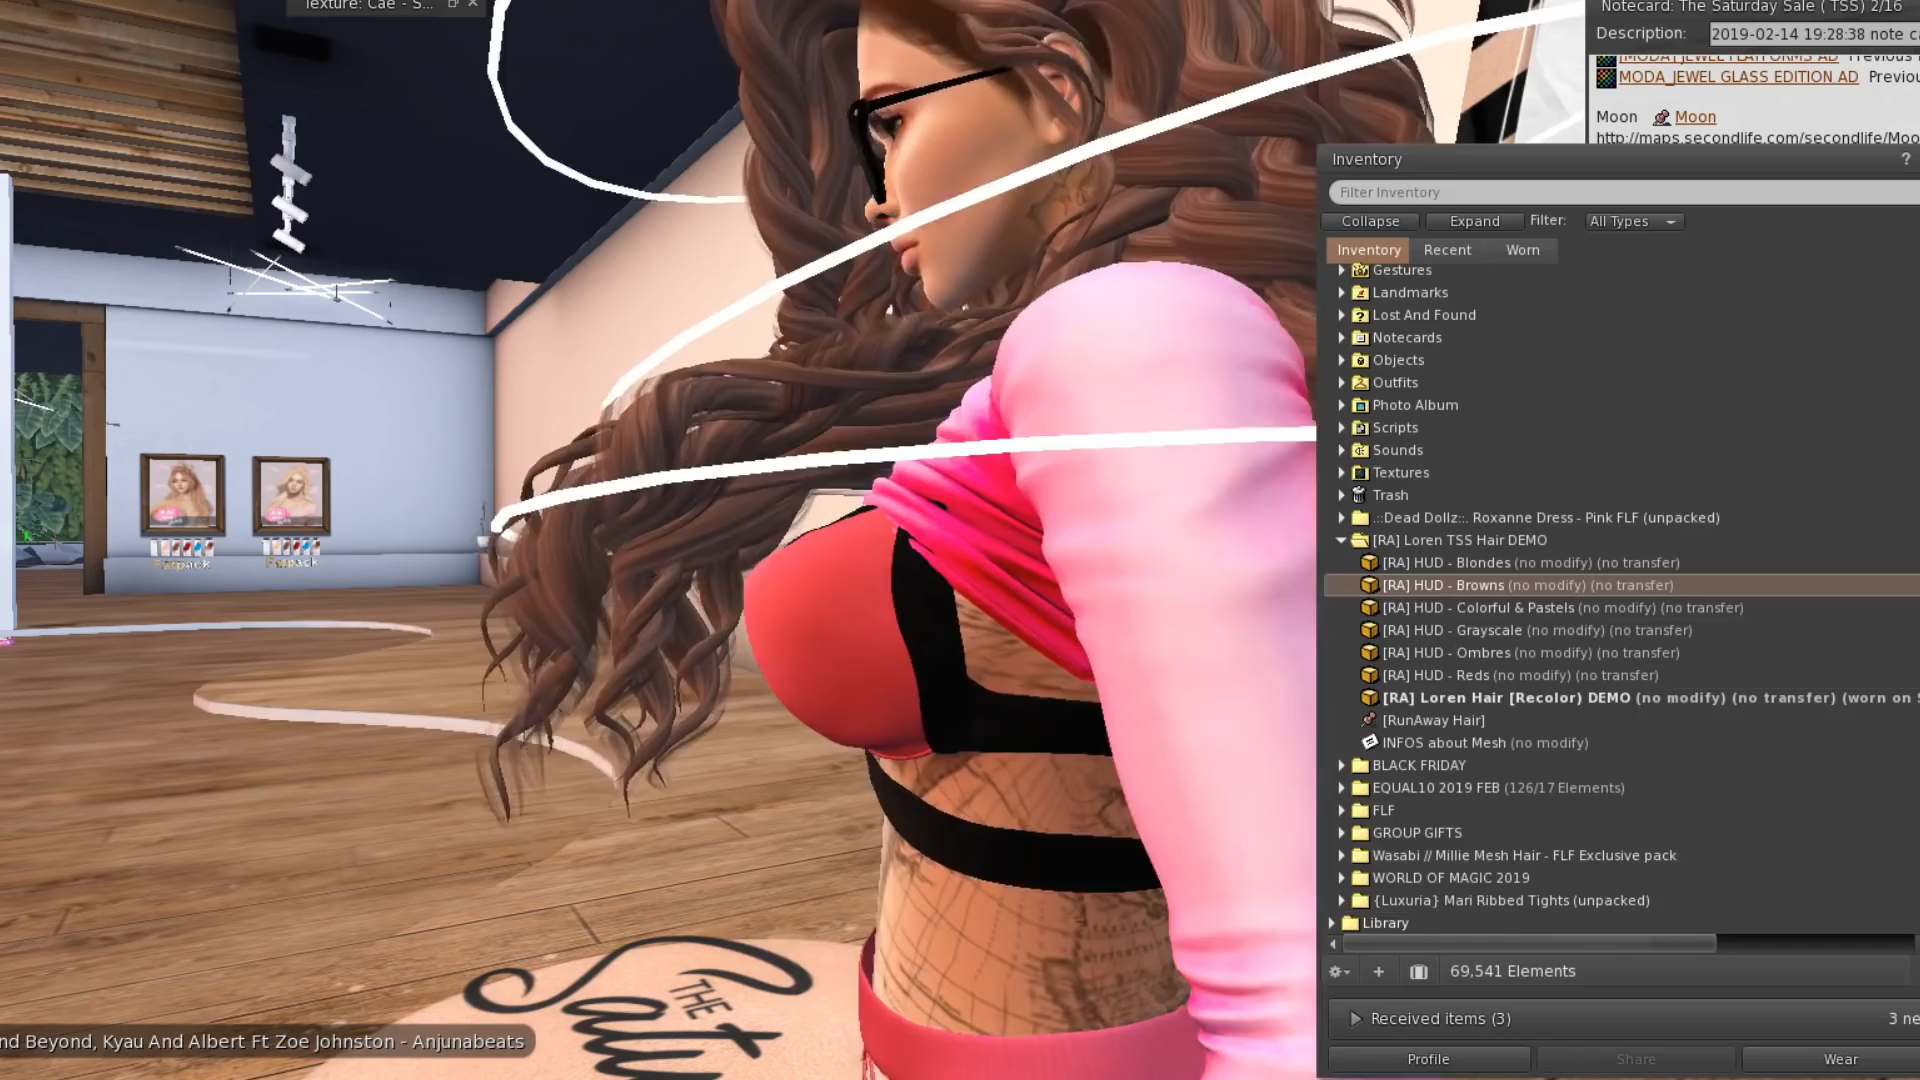 Texture: Cae - S...
Notecard: The Saturday Sale ( TSS) 2/16
Description:
2019-02-14 19:28:38 note ca
[MODA] JEWEL PLATFORMS AD Previous
MODA_JEWEL GLASS EDITION AD Previou
Moon Moon
http://maps.secondlife.com/secondlife/Moo
Inventory ?
Filter Inventory
Collapse Expand Filter: All Types
Inventory Recent Worn
Gestures
Landmarks
Lost And Found
Notecards
Objects
Outfits
Photo Album
Scripts
Sounds
Textures
Trash
.::Dead Dollz::. Roxanne Dress - Pink FLF (unpacked)
[RA] Loren TSS Hair DEMO
[RA] HUD - Blondes (no modify) (no transfer)
[RA] HUD - Browns (no modify) (no transfer)
[RA] HUD - Colorful & Pastels (no modify) (no transfer)
[RA] HUD - Grayscale (no modify) (no transfer)
[RA] HUD - Ombres (no modify) (no transfer)
[RA] HUD - Reds (no modify) (no transfer)
[RA] Loren Hair [Recolor) DEMO (no modify) (no transfer) (worn on S
[RunAway Hair]
INFOS about Mesh (no modify)
BLACK FRIDAY
EQUAL10 2019 FEB (126/17 Elements)
FLF
GROUP GIFTS
Wasabi // Millie Mesh Hair - FLF Exclusive pack
WORLD OF MAGIC 2019
{Luxuria} Mari Ribbed Tights (unpacked)
Library
69,541 Elements
Received items (3) 3 ne
Profile Share Wear
Fatpack Fatpack
THE
Satu
nd Beyond, Kyau And Albert Ft Zoe Johnston - Anjunabeats